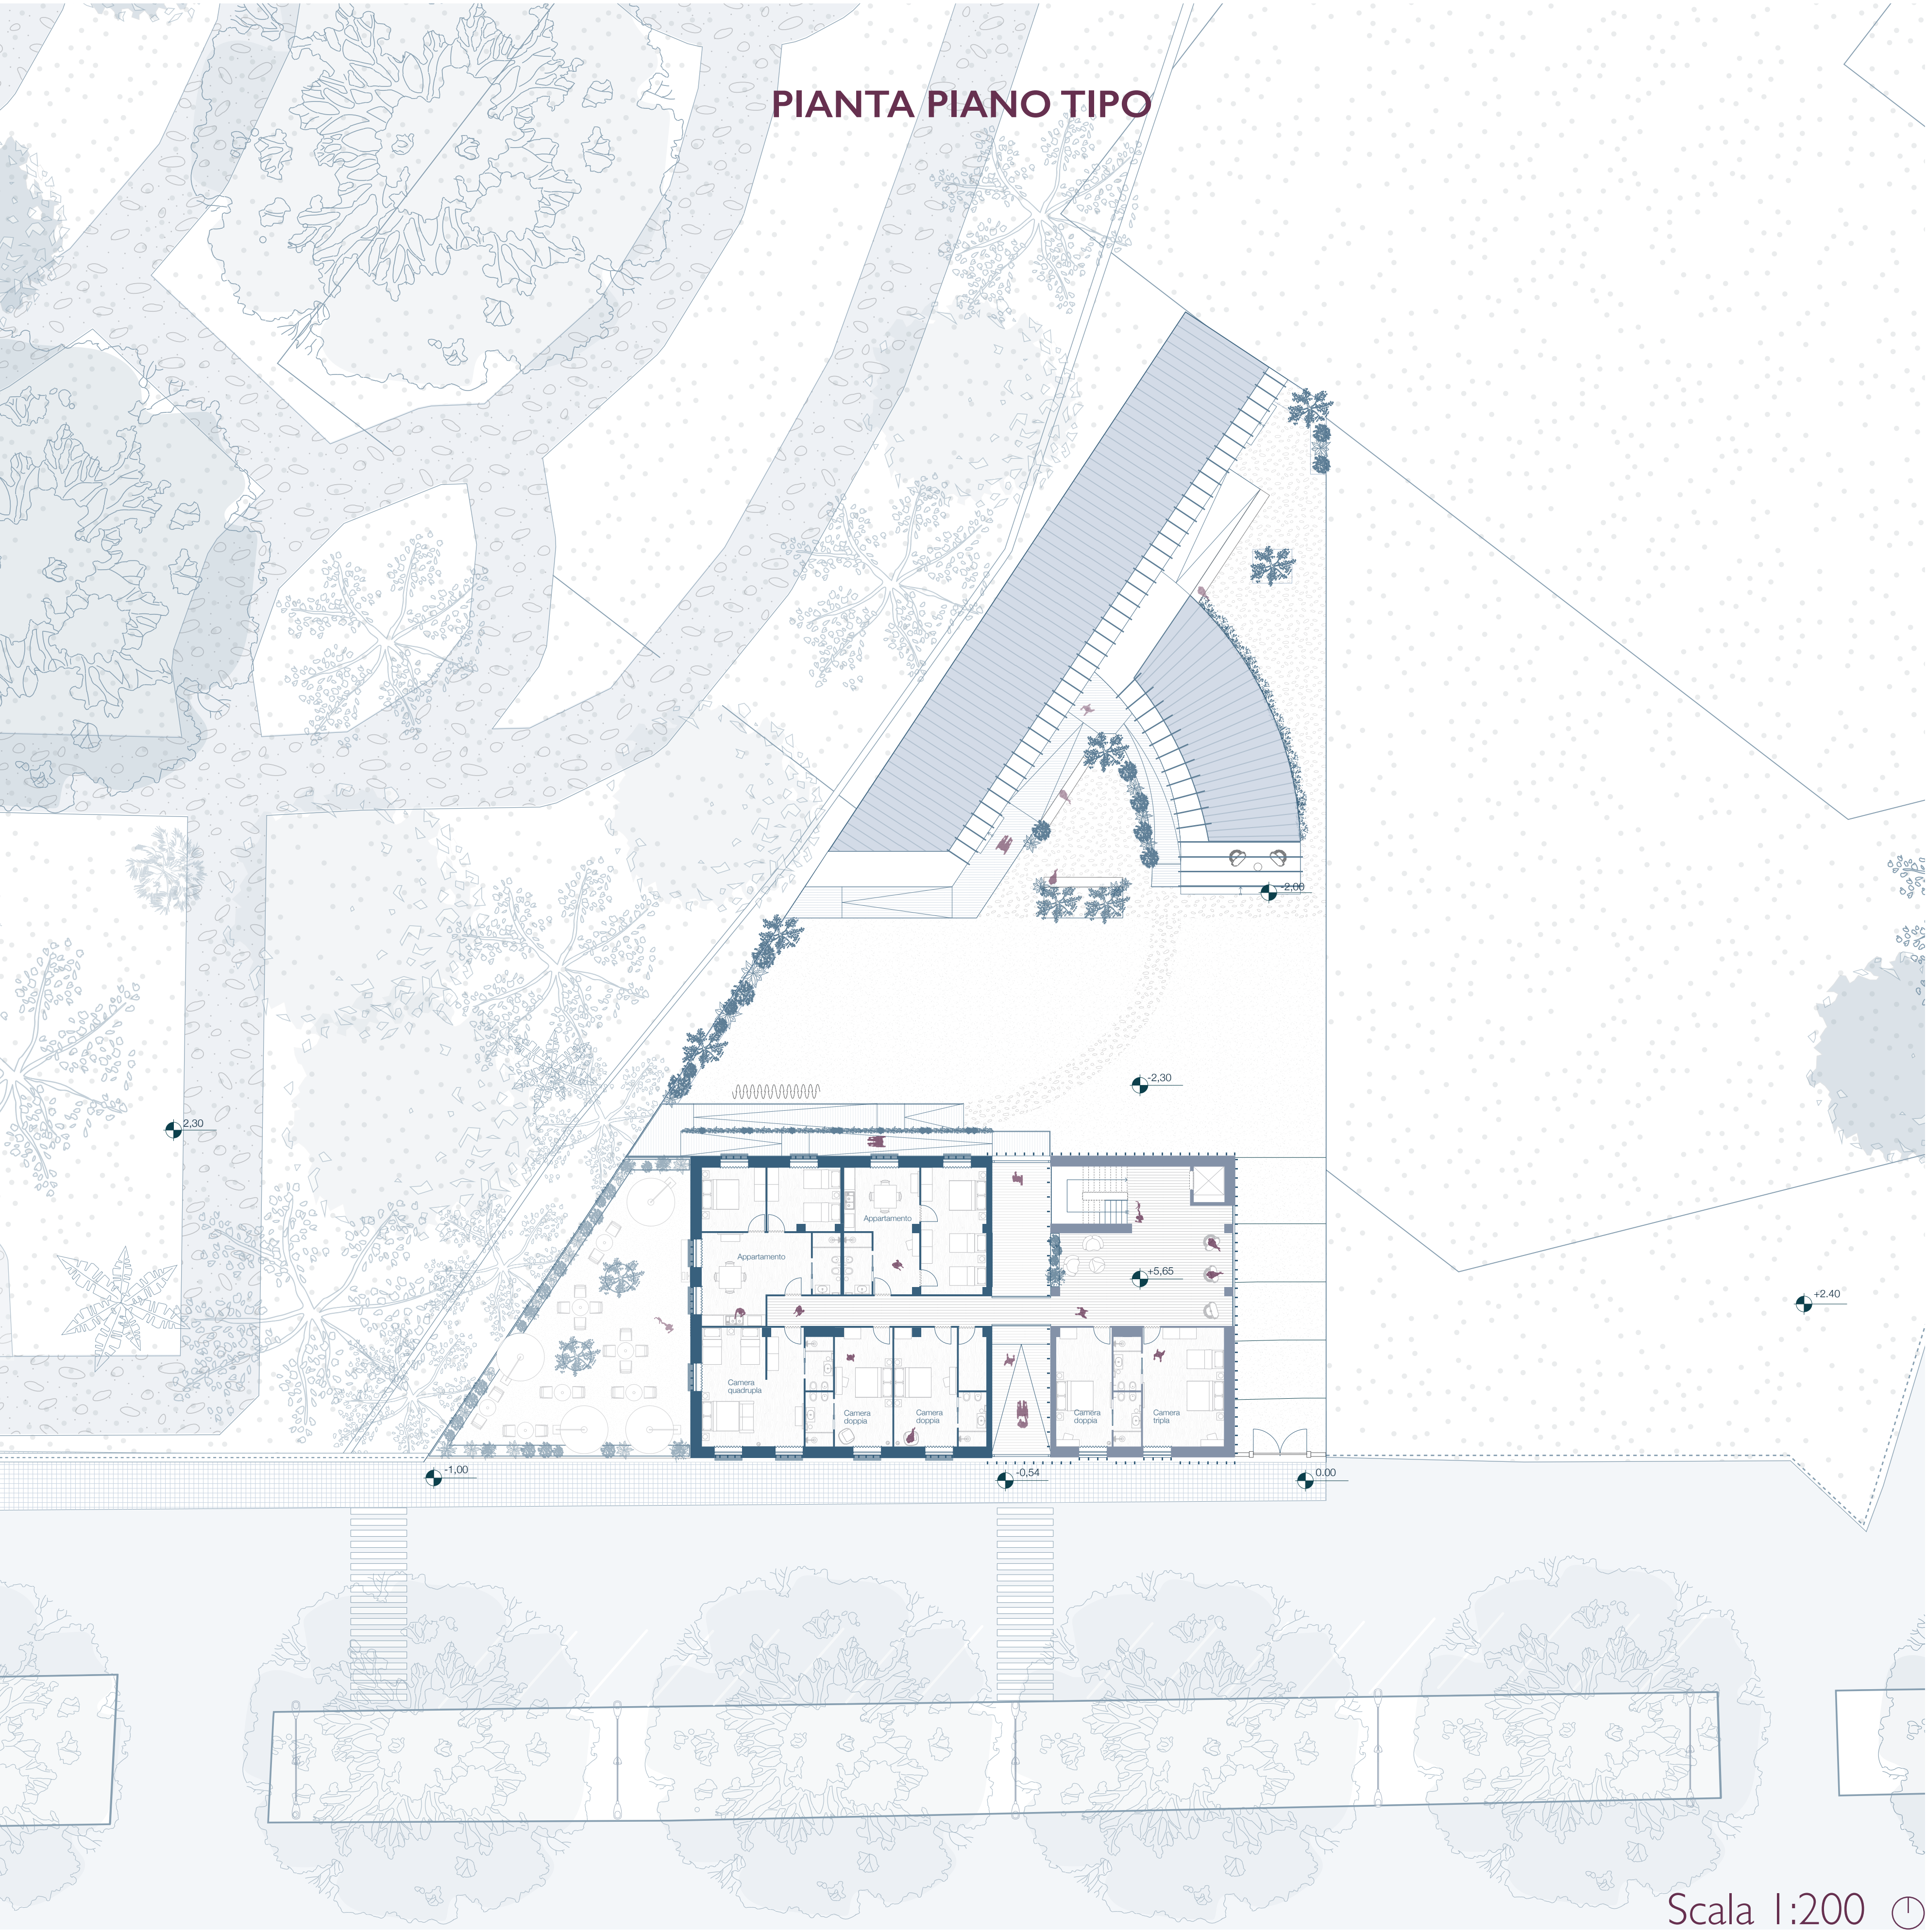 PIANTA PIANO TIPO
-2,00
-2,30
2,30
Appartamento
Appartamento
+5,65
+2.40
Camera
quadrupla
Camera
doppia
Camera
doppia
Camera
doppia
Camera
tripla
-1,00
-0,54
0.00
Scala 1:200